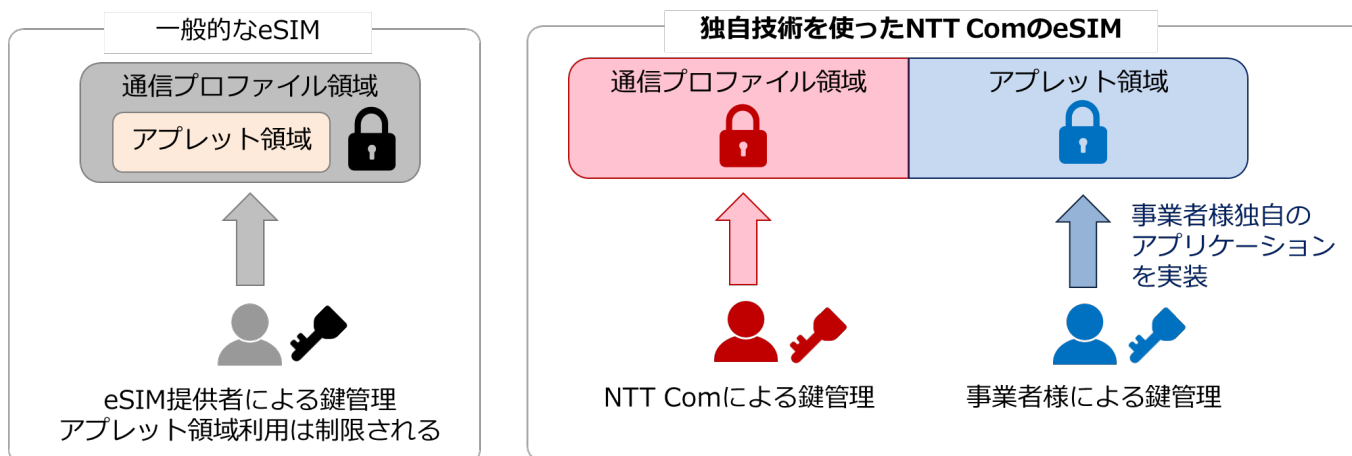 一般的なeSIM
通信プロファイル領域
アプレット領域
eSIM提供者による鍵管理
アプレット領域利用は制限される
独自技術を使ったNTT ComのeSIM
通信プロファイル領域
アプレット領域
事業者様独自の
アプリケーション
を実装
NTT Comによる鍵管理
事業者様による鍵管理